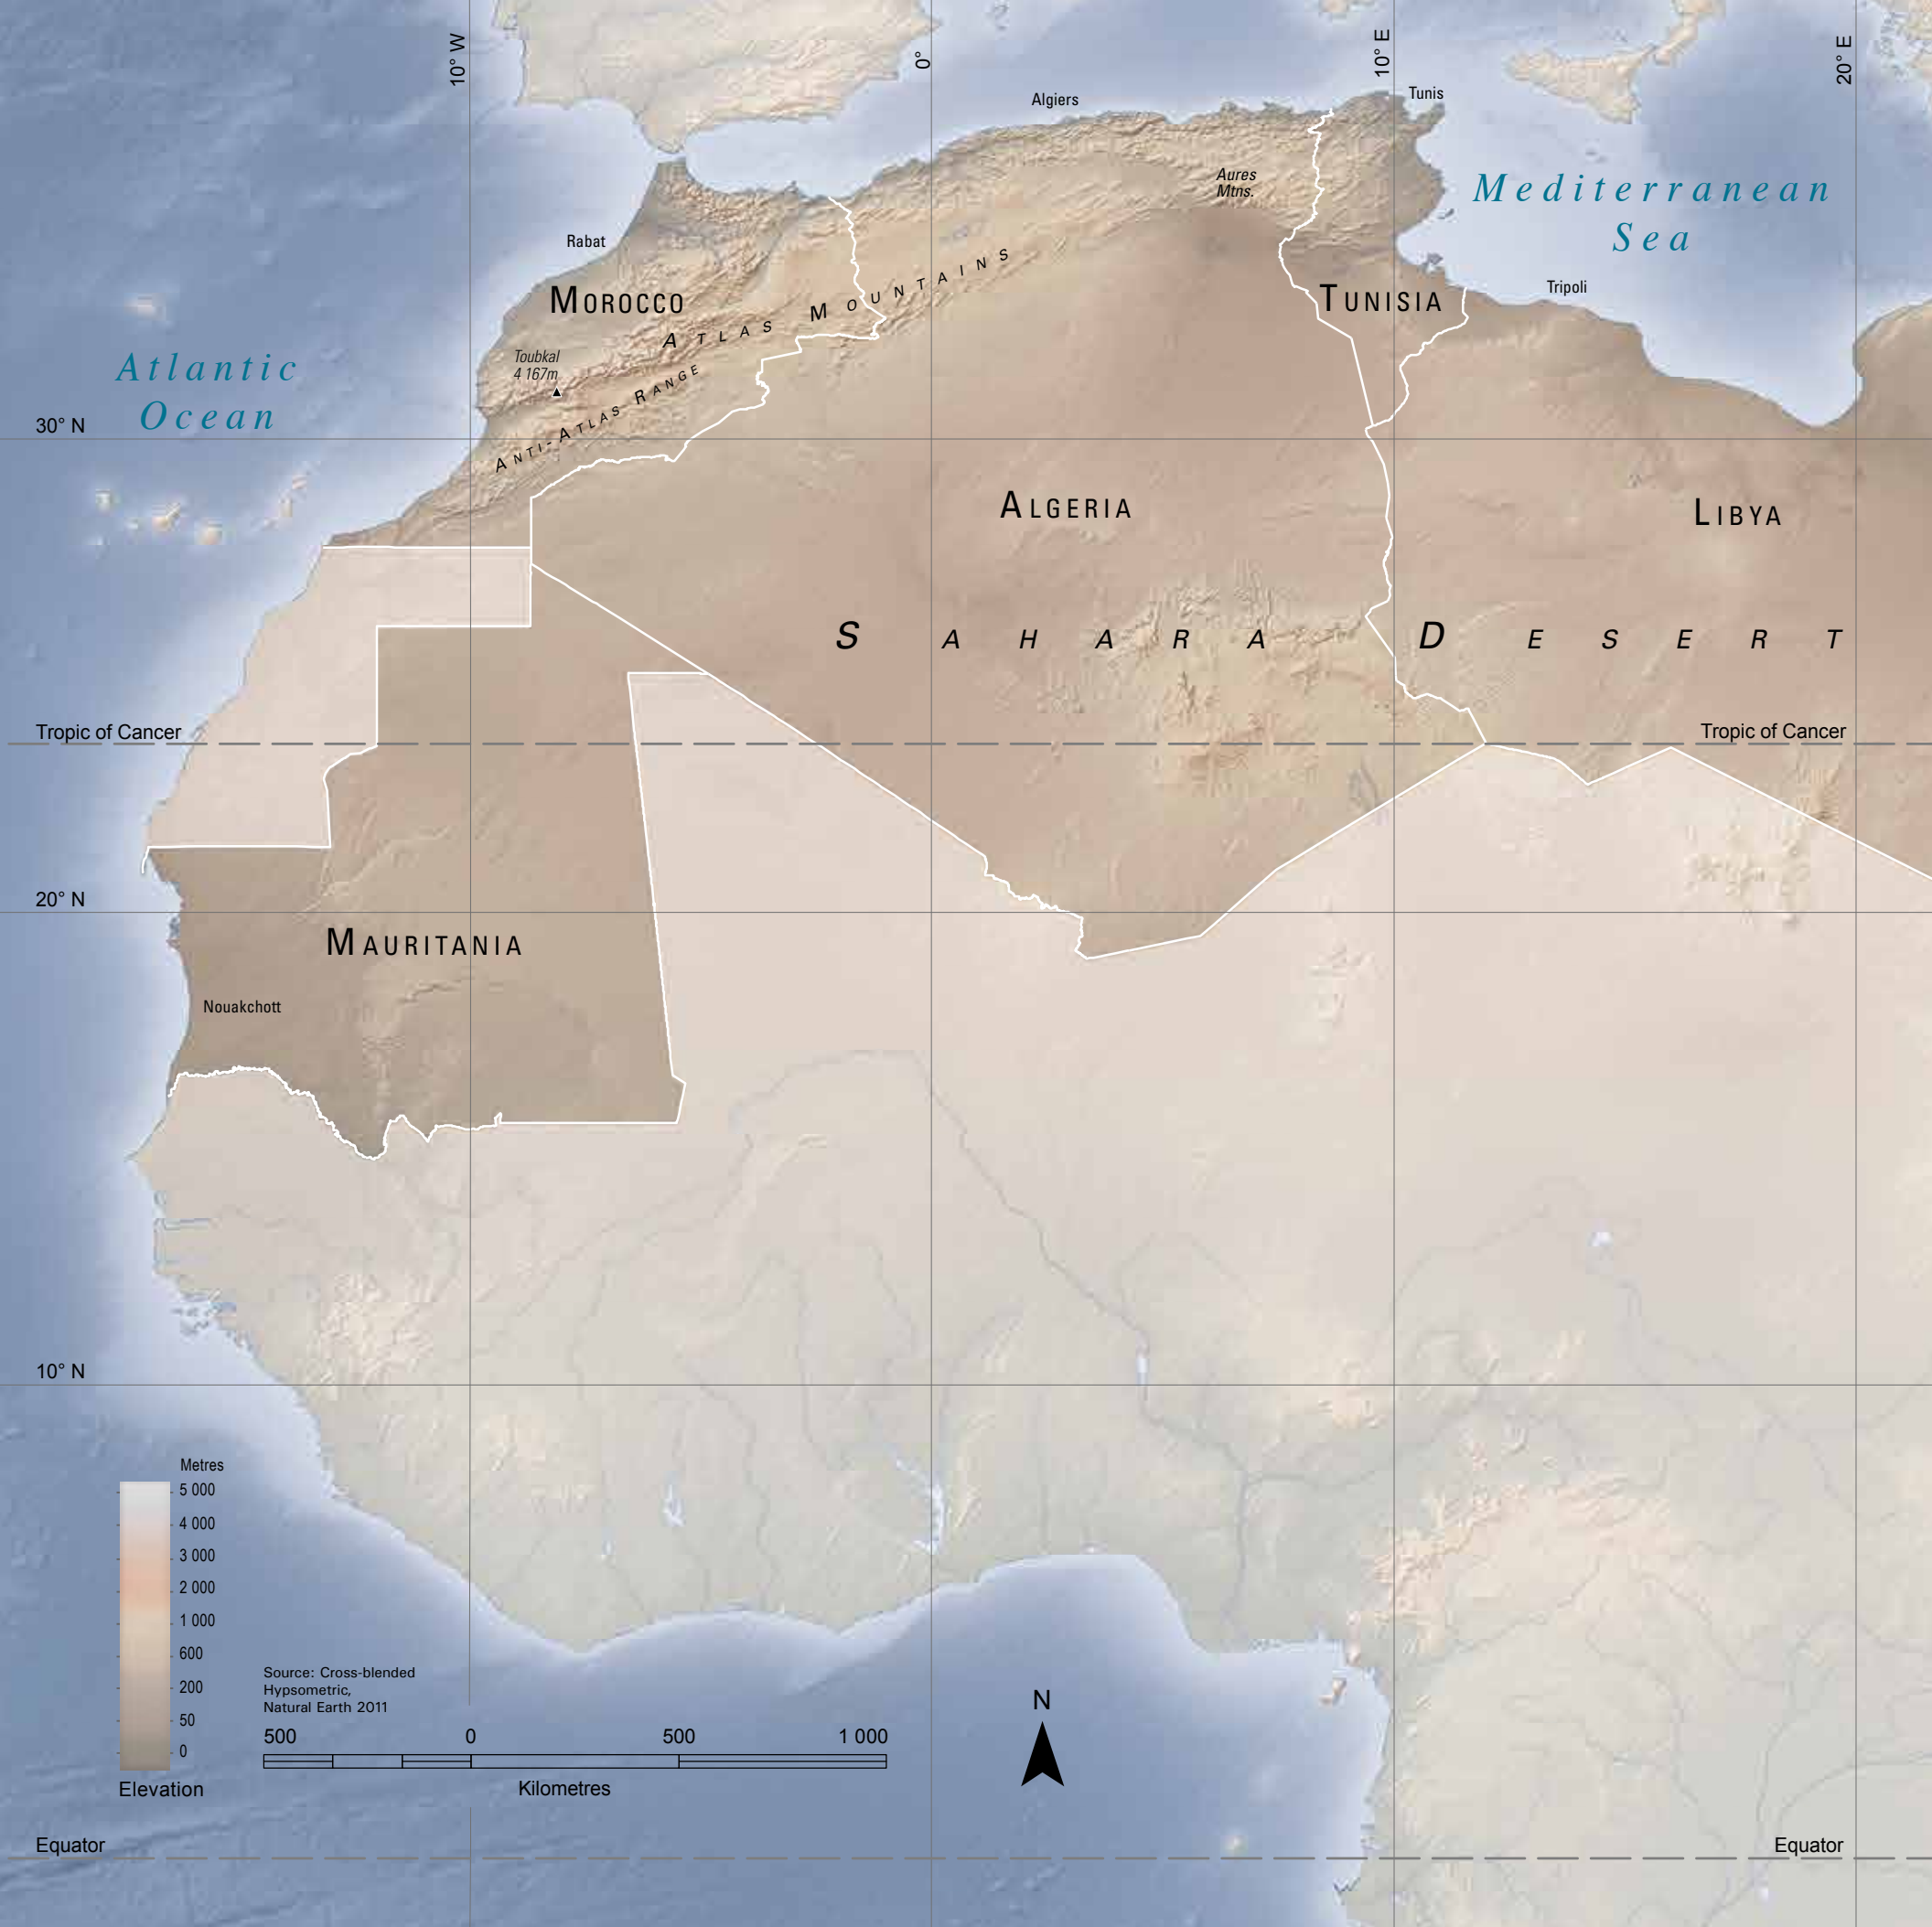 10° W
0°
10° E
20° E
Algiers
Tunis
Aures
Mtns.
Mediterranean
Sea
Rabat
Tripoli
MOROCCO
TUNISIA
ATLAS MOUNTAINS
Toubkal
4 167m
Atlantic
Ocean
ANTI-ATLAS RANGE
30° N
ALGERIA
LIBYA
SAHARA DESERT
Tropic of Cancer
Tropic of Cancer
20° N
MAURITANIA
Nouakchott
10° N
Metres
5 000
4 000
3 000
2 000
1 000
600
200
50
0
Elevation
Source: Cross-blended
Hypsometric,
Natural Earth 2011
500 0 500 1 000
Kilometres
N
Equator
Equator